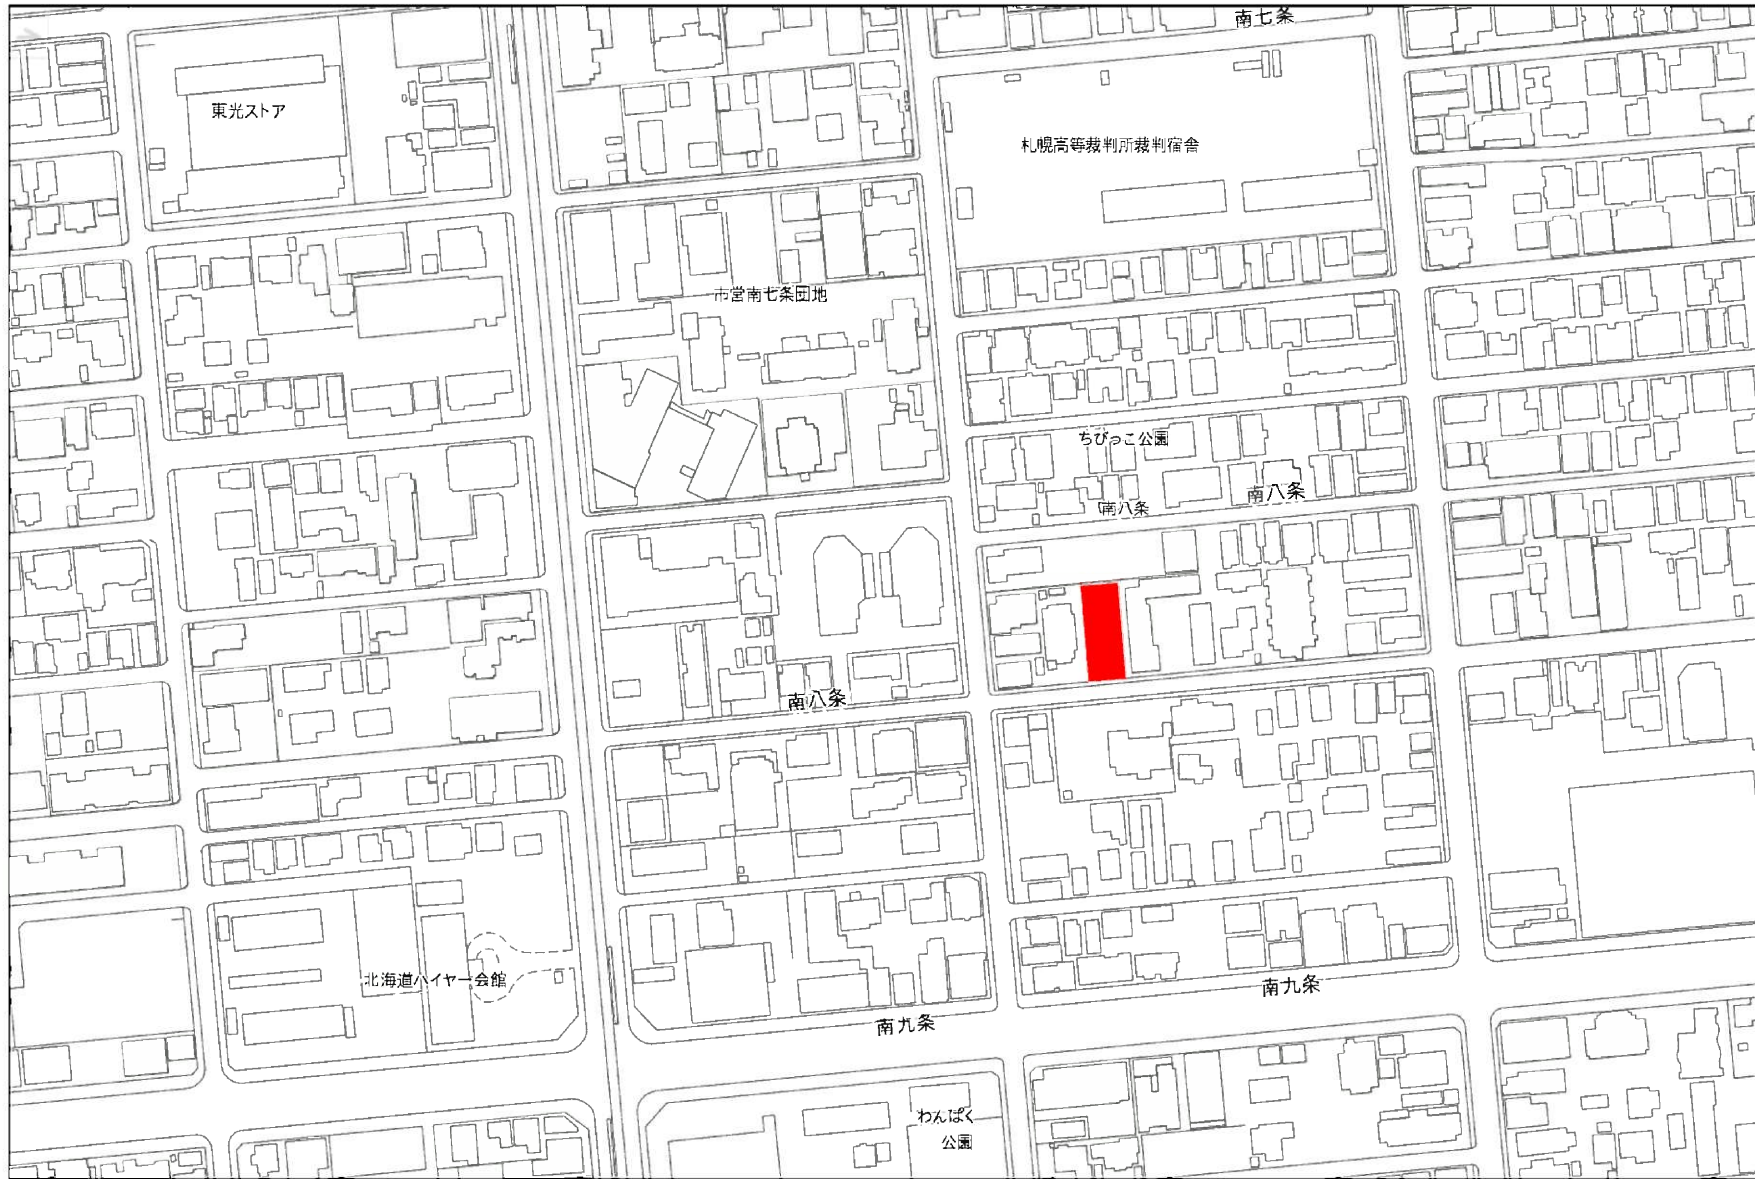 南七条
東光ストア
札幌高等裁判所裁判宿舎
市営南七条団地
ちびっこ公園
南八条
南八条
南八条
北海道ハイヤー会館
南九条
南九条
わんぱく
公園